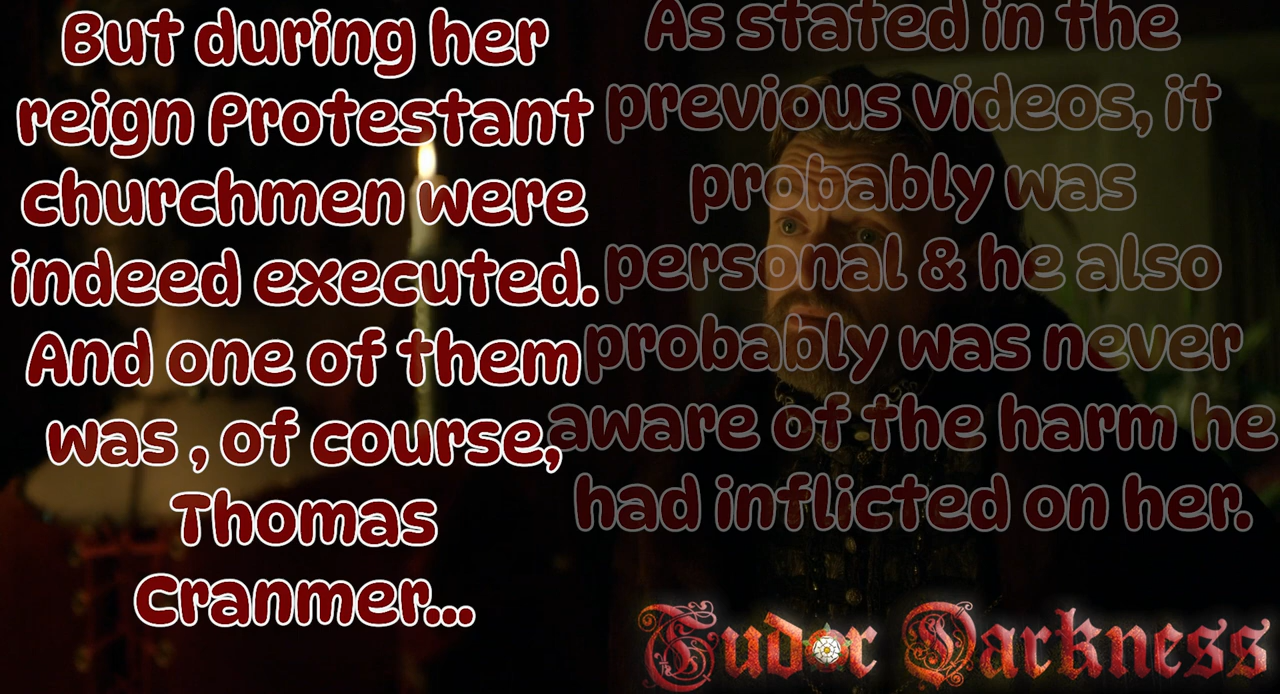 But during her
reign Protestant
churchmen were
indeed executed.
And one of them
was , of course,
Thomas
Cranmer...
As stated in the
previous videos, it
probably was
personal & he also
probably was never
aware of the harm he
had inflicted on her.
Tudor Darkness